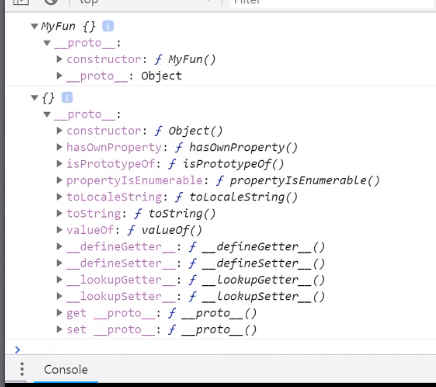 top
Filter
MyFun {}
__proto__:
constructor: ƒ MyFun()
__proto__: Object
{}
__proto__:
constructor: ƒ Object()
hasOwnProperty: ƒ hasOwnProperty()
isPrototypeOf: ƒ isPrototypeOf()
propertyIsEnumerable: ƒ propertyIsEnumerable()
toLocaleString: ƒ toLocaleString()
toString: ƒ toString()
valueOf: ƒ valueOf()
__defineGetter__: ƒ __defineGetter__()
__defineSetter__: ƒ __defineSetter__()
__lookupGetter__: ƒ __lookupGetter__()
__lookupSetter__: ƒ __lookupSetter__()
get __proto__: ƒ __proto__()
set __proto__: ƒ __proto__()
Console